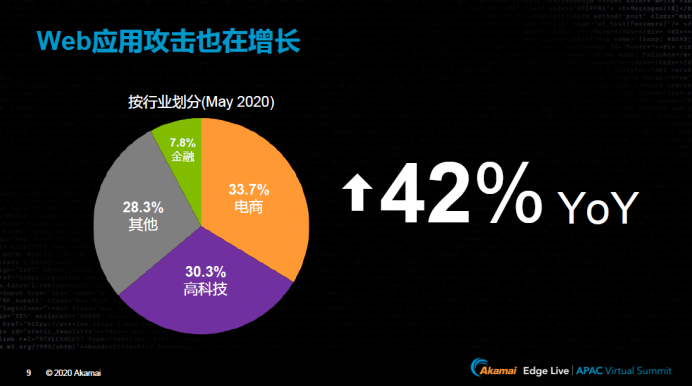 Web应用攻击也在增长
按行业划分(May 2020)
7.8%
金融
33.7%
电商
28.3%
其他
30.3%
高科技
42% YoY
9 © 2020 Akamai
Akamai Edge Live | APAC Virtual Summit